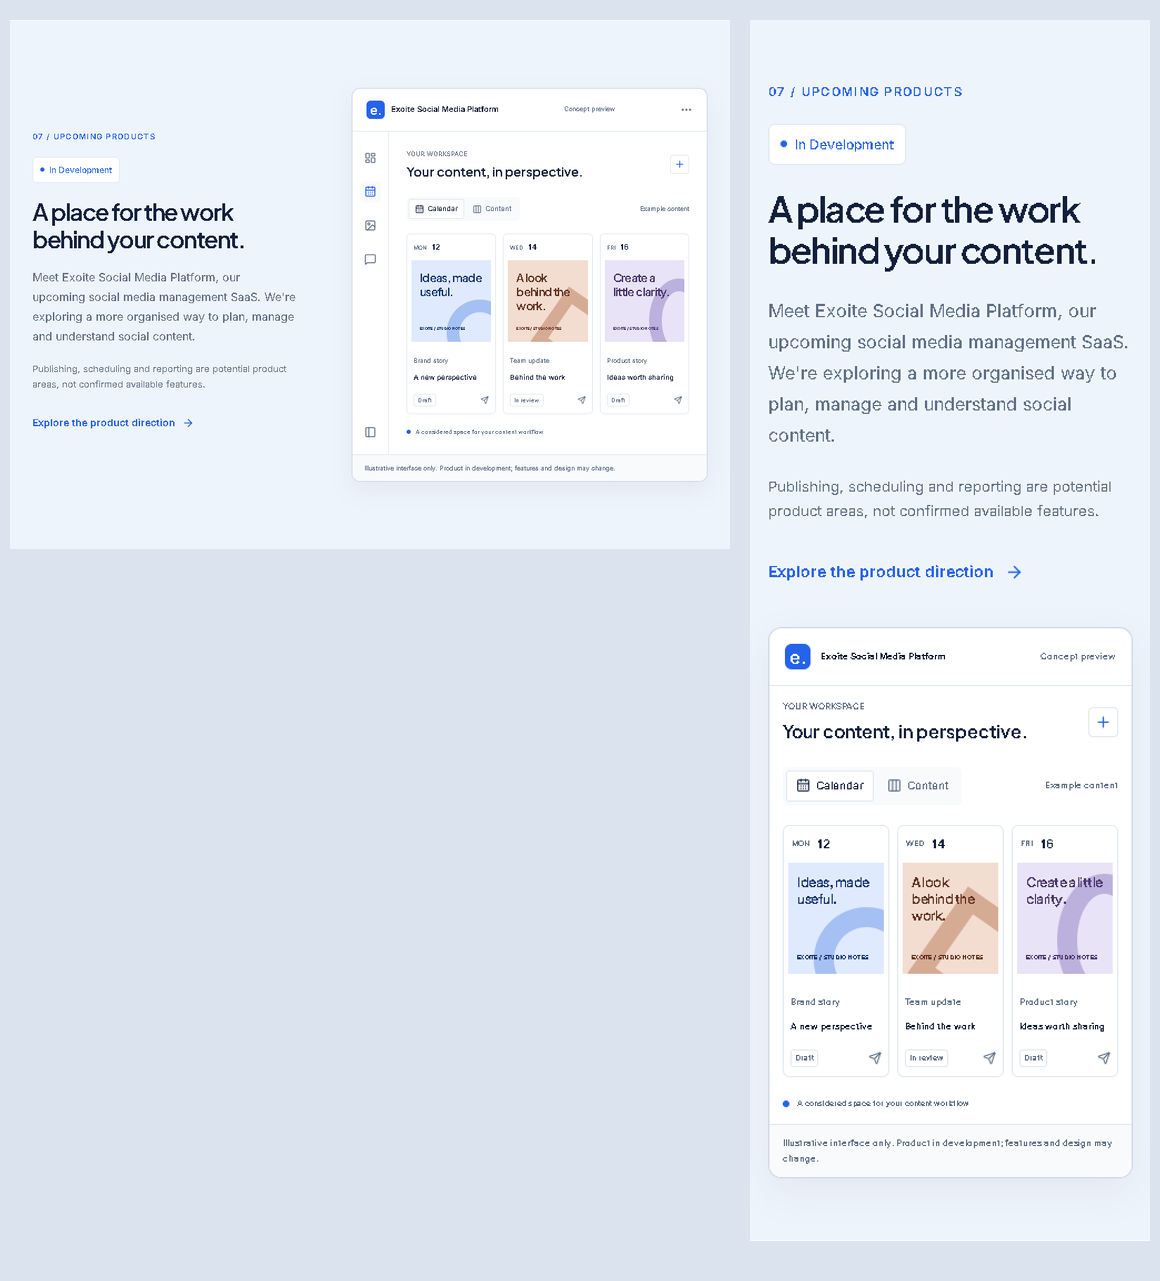 07 / UPCOMING PRODUCTS
In Development
A place for the work
behind your content.
Meet Exoite Social Media Platform, our
upcoming social media management SaaS. We're
exploring a more organised way to plan, manage
and understand social content.
Publishing, scheduling and reporting are potential product
areas, not confirmed available features.
Explore the product direction
e. Exoite Social Media Platform Concept preview
YOUR WORKSPACE
Your content, in perspective.
Calendar Content Example content
MON 12
Ideas, made
useful.
EXOITE / STUDIO NOTES
Brand story
A new perspective
Draft
WED 14
A look
behind the
work.
EXOITE / STUDIO NOTES
Team update
Behind the work
In review
FRI 16
Create a
little clarity.
EXOITE / STUDIO NOTES
Product story
Ideas worth sharing
Draft
A considered space for your content workflow
Illustrative interface only. Product in development; features and design may change.
07 / UPCOMING PRODUCTS
In Development
A place for the work
behind your content.
Meet Exoite Social Media Platform, our
upcoming social media management SaaS.
We're exploring a more organised way to
plan, manage and understand social
content.
Publishing, scheduling and reporting are potential
product areas, not confirmed available features.
Explore the product direction
e. Exoite Social Media Platform Concept preview
YOUR WORKSPACE
Your content, in perspective.
Calendar Content Example content
MON 12
Ideas, made
useful.
EXOITE / STUDIO NOTES
Brand story
A new perspective
Draft
WED 14
A look
behind the
work.
EXOITE / STUDIO NOTES
Team update
Behind the work
In review
FRI 16
Create a little
clarity.
EXOITE / STUDIO NOTES
Product story
Ideas worth sharing
Draft
A considered space for your content workflow
Illustrative interface only. Product in development; features and design may
change.